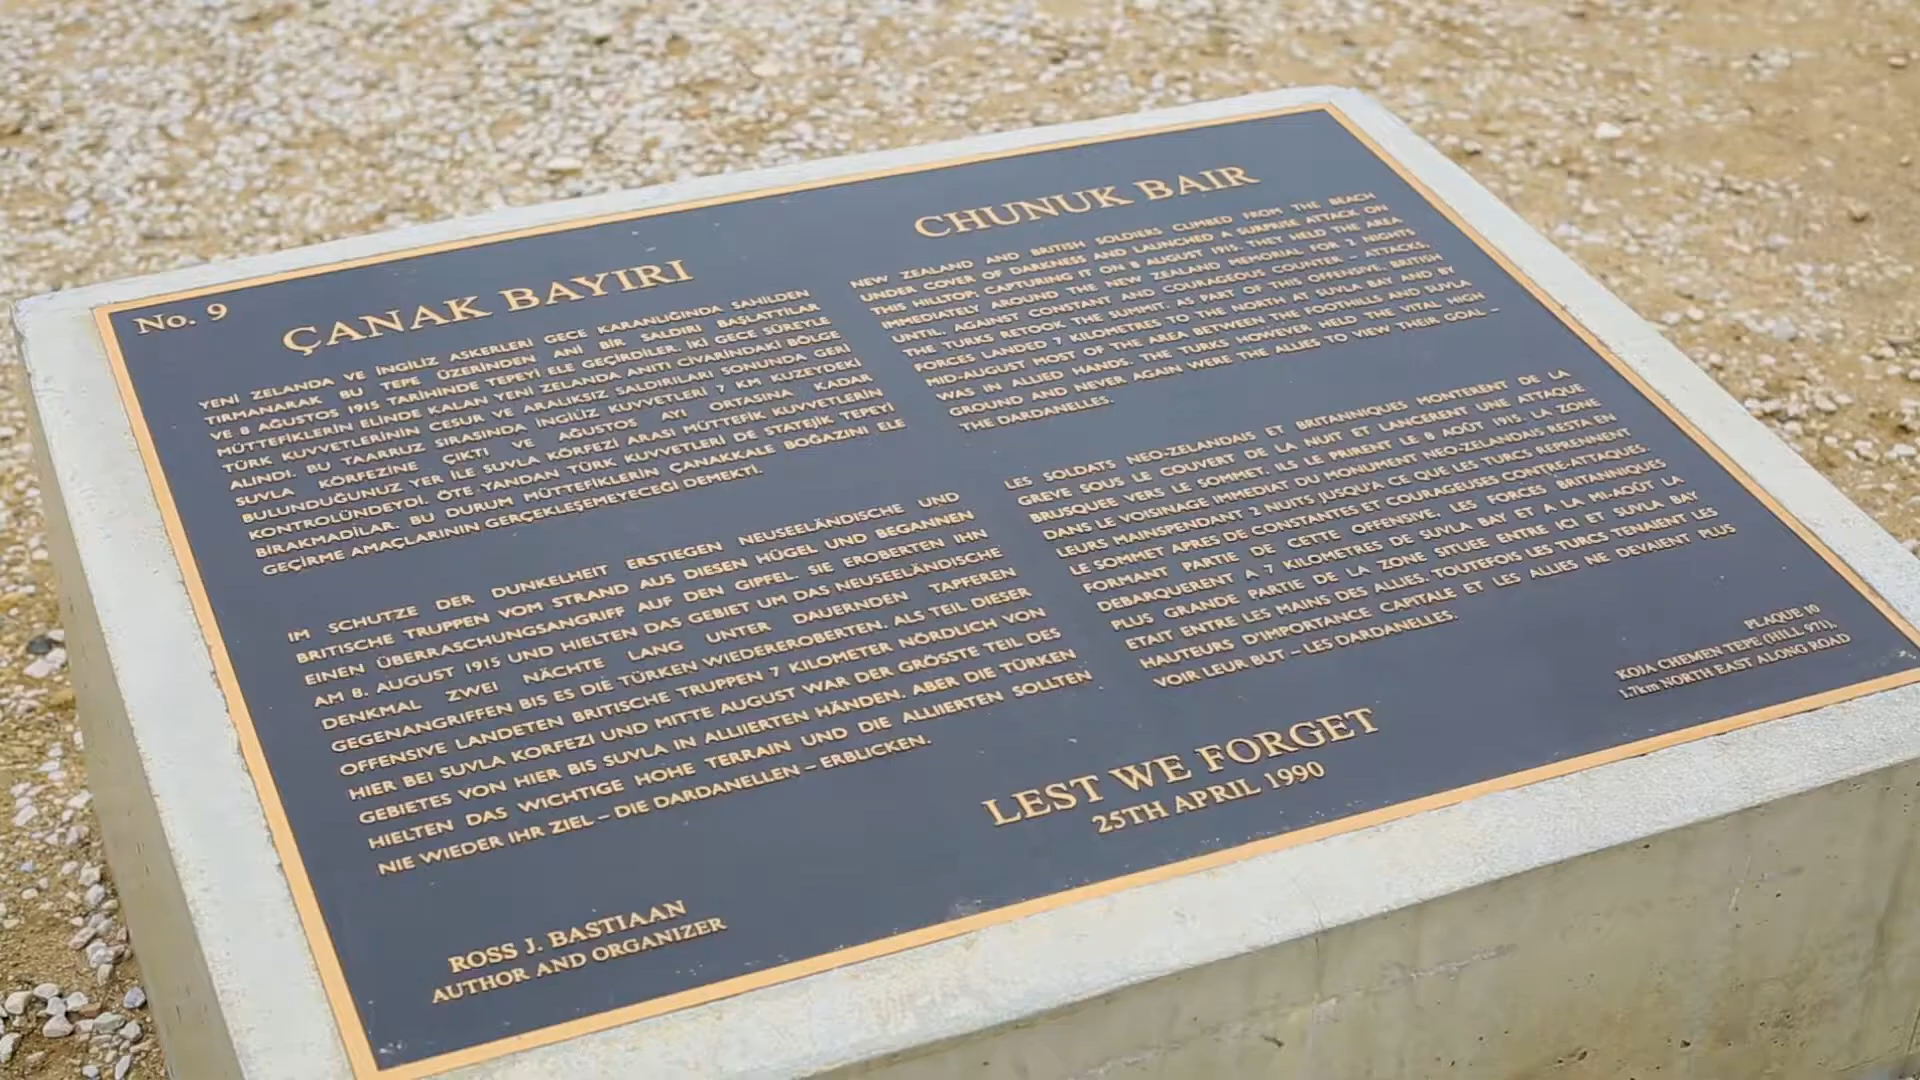 No. 9
ÇANAK BAYIRI
YENİ ZELANDA VE İNGİLİZ ASKERLERİ GECE KARANLIĞINDA SAHİLDEN
TIRMANARAK BU TEPE ÜZERİNDEN ANİ BİR SALDIRI BAŞLATTILAR
VE 8 AĞUSTOS 1915 TARİHİNDE TEPEYİ ELE GEÇİRDİLER. İKİ GECE SÜREYLE
MÜTTEFİKLERİN ELİNDE KALAN YENİ ZELANDA ANITI CİVARINDAKİ BÖLGE
TÜRK KUVVETLERİNİN CESUR VE ARALIKSIZ SALDIRILARI SONUNDA GERİ
ALINDI. BU TAARRUZ SIRASINDA İNGİLİZ KUVVETLERİ 7 KM KUZEYDEKİ
SUVLA KÖRFEZİNE ÇIKTI VE AĞUSTOS AYI ORTASINA KADAR
BULUNDUĞUNUZ YER İLE SUVLA KÖRFEZİ ARASI MÜTTEFİK KUVVETLERİN
KONTROLÜNDEYDİ. ÖTE YANDAN TÜRK KUVVETLERİ DE STATEJİK TEPEYİ
BIRAKMADILAR. BU DURUM MÜTTEFİKLERİN ÇANAKKALE BOĞAZINI ELE
GEÇİRME AMAÇLARININ GERÇEKLEŞEMEYECEĞİ DEMEKTİ.
IM SCHUTZE DER DUNKELHEIT ERSTIEGEN NEUSEELÄNDISCHE UND
BRITISCHE TRUPPEN VOM STRAND AUS DIESEN HÜGEL UND BEGANNEN
EINEN ÜBERRASCHUNGSANGRIFF AUF DEN GIPFEL. SIE EROBERTEN IHN
AM 8. AUGUST 1915 UND HIELTEN DAS GEBIET UM DAS NEUSEELÄNDISCHE
DENKMAL ZWEI NÄCHTE LANG UNTER DAUERNDEN TAPFEREN
GEGENANGRIFFEN BIS ES DIE TÜRKEN WIEDEREROBERTEN. ALS TEIL DIESER
OFFENSIVE LANDETEN BRITISCHE TRUPPEN 7 KILOMETER NÖRDLICH VON
HIER BEI SUVLA KORFEZI UND MITTE AUGUST WAR DER GRÖSSTE TEIL DES
GEBIETES VON HIER BIS SUVLA IN ALLIIERTEN HÄNDEN. ABER DIE TÜRKEN
HIELTEN DAS WICHTIGE HOHE TERRAIN UND DIE ALLIIERTEN SOLLTEN
NIE WIEDER IHR ZIEL – DIE DARDANELLEN – ERBLICKEN.
ROSS J. BASTIAAN
AUTHOR AND ORGANIZER
CHUNUK BAIR
NEW ZEALAND AND BRITISH SOLDIERS CLIMBED FROM THE BEACH
UNDER COVER OF DARKNESS AND LAUNCHED A SURPRISE ATTACK ON
THIS HILLTOP, CAPTURING IT ON 8 AUGUST 1915. THEY HELD THE AREA
IMMEDIATELY AROUND THE NEW ZEALAND MEMORIAL FOR 2 NIGHTS
UNTIL, AGAINST CONSTANT AND COURAGEOUS COUNTER – ATTACKS,
THE TURKS RETOOK THE SUMMIT. AS PART OF THIS OFFENSIVE, BRITISH
FORCES LANDED 7 KILOMETRES TO THE NORTH AT SUVLA BAY AND BY
MID-AUGUST MOST OF THE AREA BETWEEN THE FOOTHILLS AND SUVLA
WAS IN ALLIED HANDS. THE TURKS HOWEVER HELD THE VITAL HIGH
GROUND AND NEVER AGAIN WERE THE ALLIES TO VIEW THEIR GOAL –
THE DARDANELLES.
LES SOLDATS NEO-ZELANDAIS ET BRITANNIQUES MONTERENT DE LA
GREVE SOUS LE COUVERT DE LA NUIT ET LANCERENT UNE ATTAQUE
BRUSQUEE VERS LE SOMMET. ILS LE PRIRENT LE 8 AOÛT 1915. LA ZONE
DANS LE VOISINAGE IMMEDIAT DU MONUMENT NEO-ZELANDAIS RESTA EN
LEURS MAINSPENDANT 2 NUITS JUSQU'A CE QUE LES TURCS REPRENNENT
LE SOMMET APRES DE CONSTANTES ET COURAGEUSES CONTRE-ATTAQUES.
FORMANT PARTIE DE CETTE OFFENSIVE, LES FORCES BRITANNIQUES
DEBARQUERENT A 7 KILOMETRES DE SUVLA BAY ET A LA MI-AOÛT LA
PLUS GRANDE PARTIE DE LA ZONE SITUEE ENTRE ICI ET SUVLA BAY
ETAIT ENTRE LES MAINS DES ALLIES. TOUTEFOIS LES TURCS TENAIENT LES
HAUTEURS D'IMPORTANCE CAPITALE ET LES ALLIES NE DEVAIENT PLUS
VOIR LEUR BUT – LES DARDANELLES.
PLAQUE 10
KOJA CHEMEN TEPE (HILL 971),
1.7km NORTH EAST ALONG ROAD
LEST WE FORGET
25TH APRIL 1990